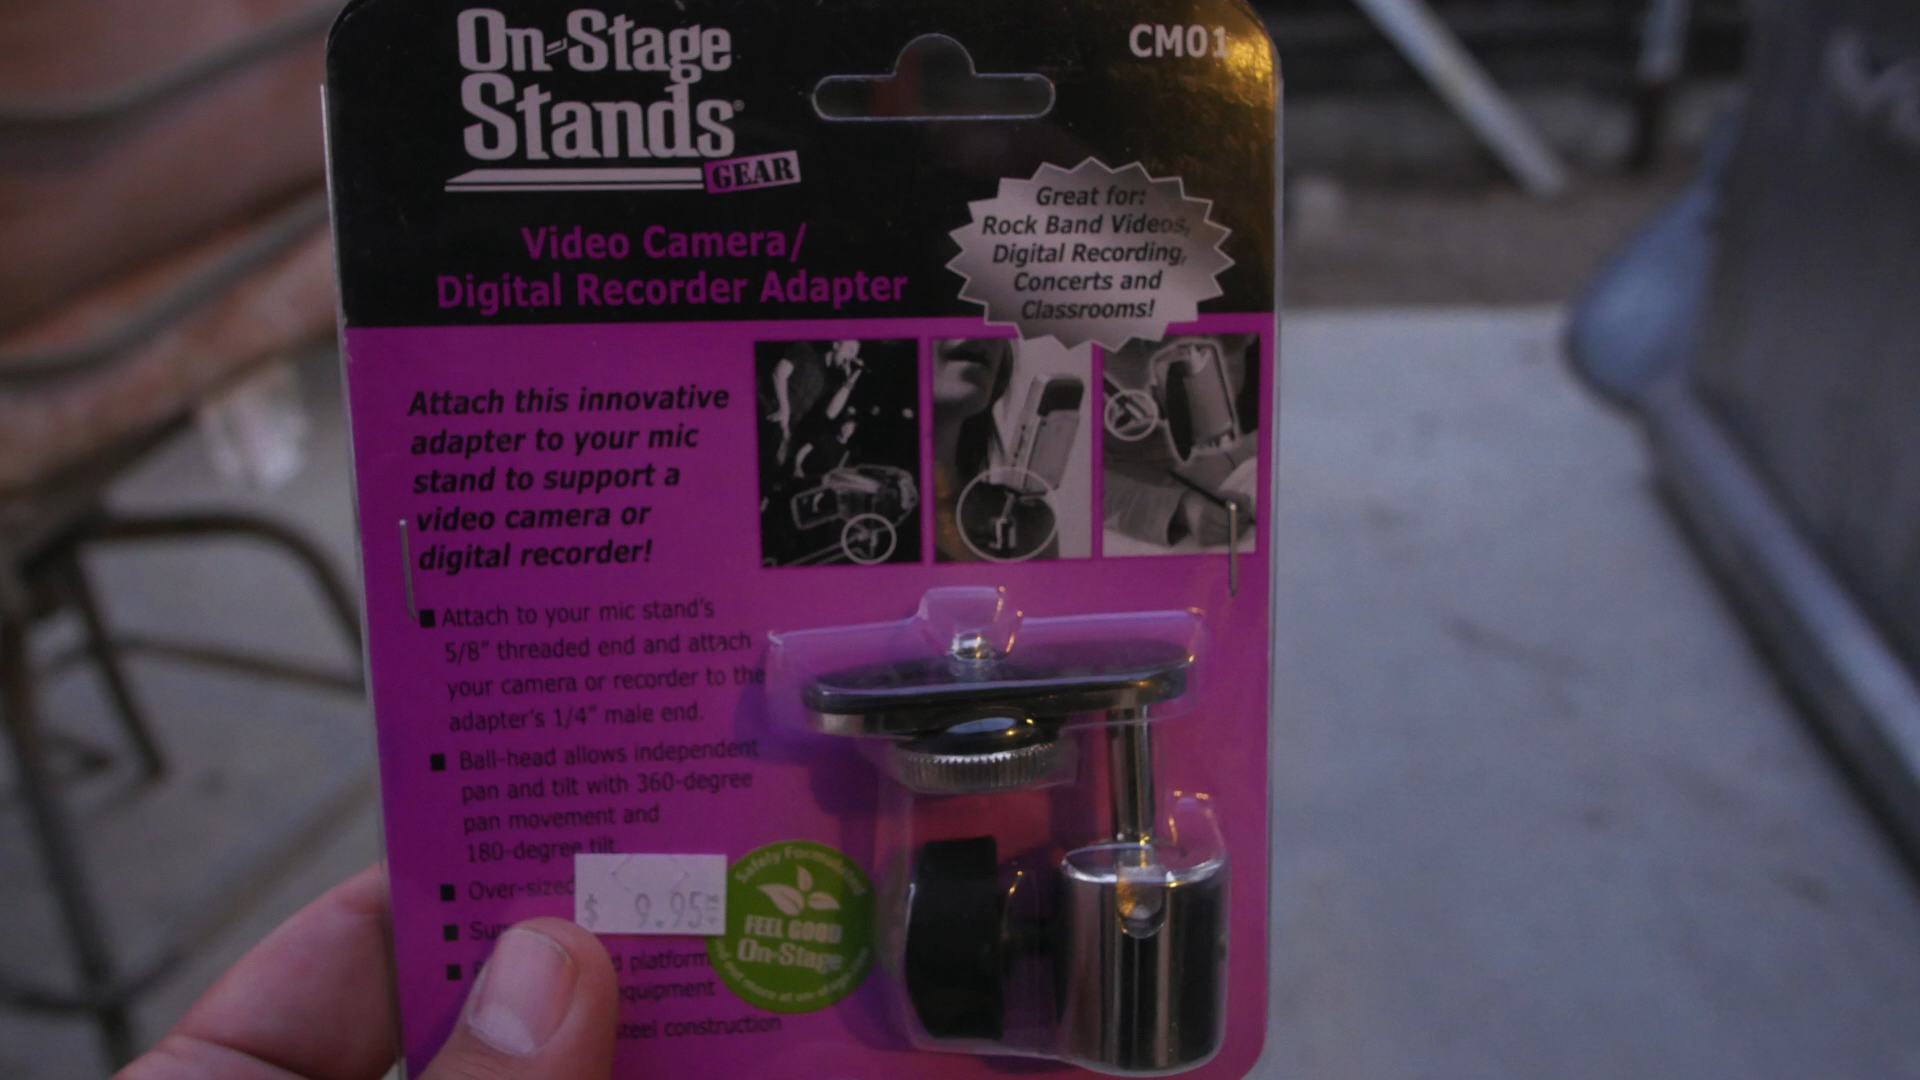 On-Stage
Stands®
GEAR
CM01
Video Camera/
Digital Recorder Adapter
Great for:
Rock Band Videos,
Digital Recording,
Concerts and
Classrooms!
Attach this innovative
adapter to your mic
stand to support a
video camera or
digital recorder!
■ Attach to your mic stand's
5/8" threaded end and attach
your camera or recorder to the
adapter's 1/4" male end.
■ Ball-head allows independent
pan and tilt with 360-degree
pan movement and
180-degree tilt.
■ Over-sized
■
■ platform
equipment
steel construction
$ 9.95
Safely Formulated
FEEL GOOD
On-Stage